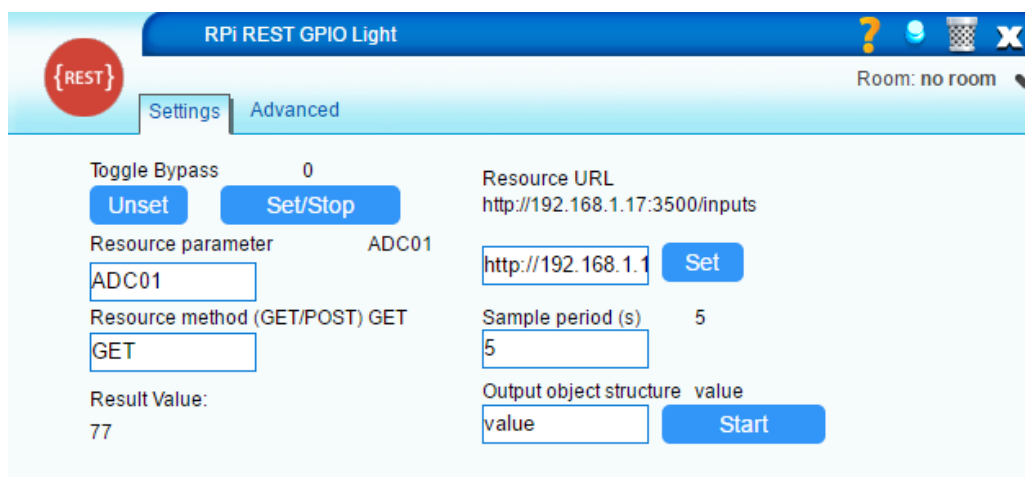 RPi REST GPIO Light
?
X
{REST}
Room: no room
Settings
Advanced
Toggle Bypass 0
Unset
Set/Stop
Resource parameter ADC01
ADC01
Resource method (GET/POST) GET
GET
Result Value:
77
Resource URL
http://192.168.1.17:3500/inputs
http://192.168.1.1
Set
Sample period (s) 5
5
Output object structure value
value
Start